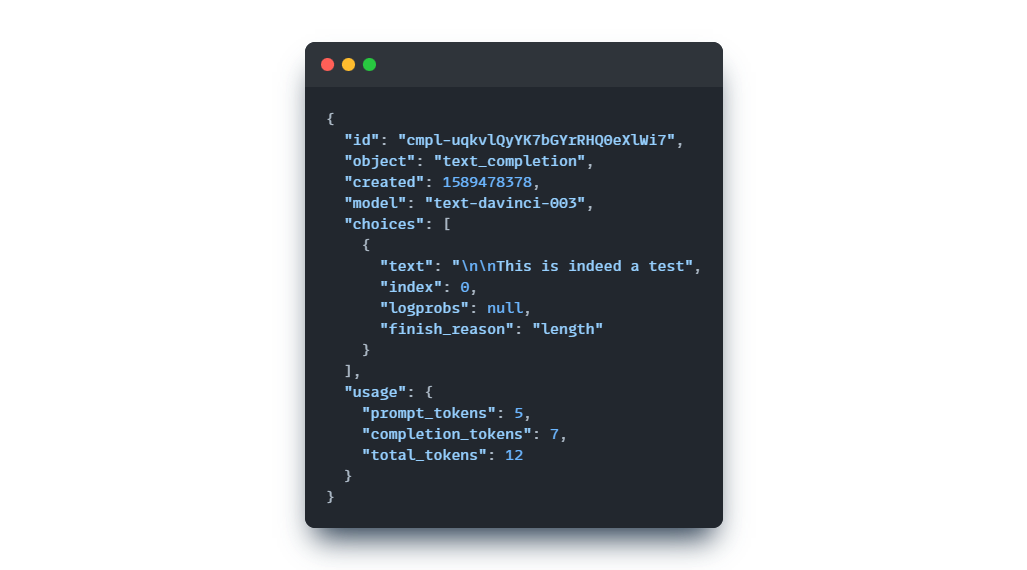 {
  "id": "cmpl-uqkvlQyYK7bGYrRHQ0eXlWi7",
  "object": "text_completion",
  "created": 1589478378,
  "model": "text-davinci-003",
  "choices": [
    {
      "text": "\n\nThis is indeed a test",
      "index": 0,
      "logprobs": null,
      "finish_reason": "length"
    }
  ],
  "usage": {
    "prompt_tokens": 5,
    "completion_tokens": 7,
    "total_tokens": 12
  }
}